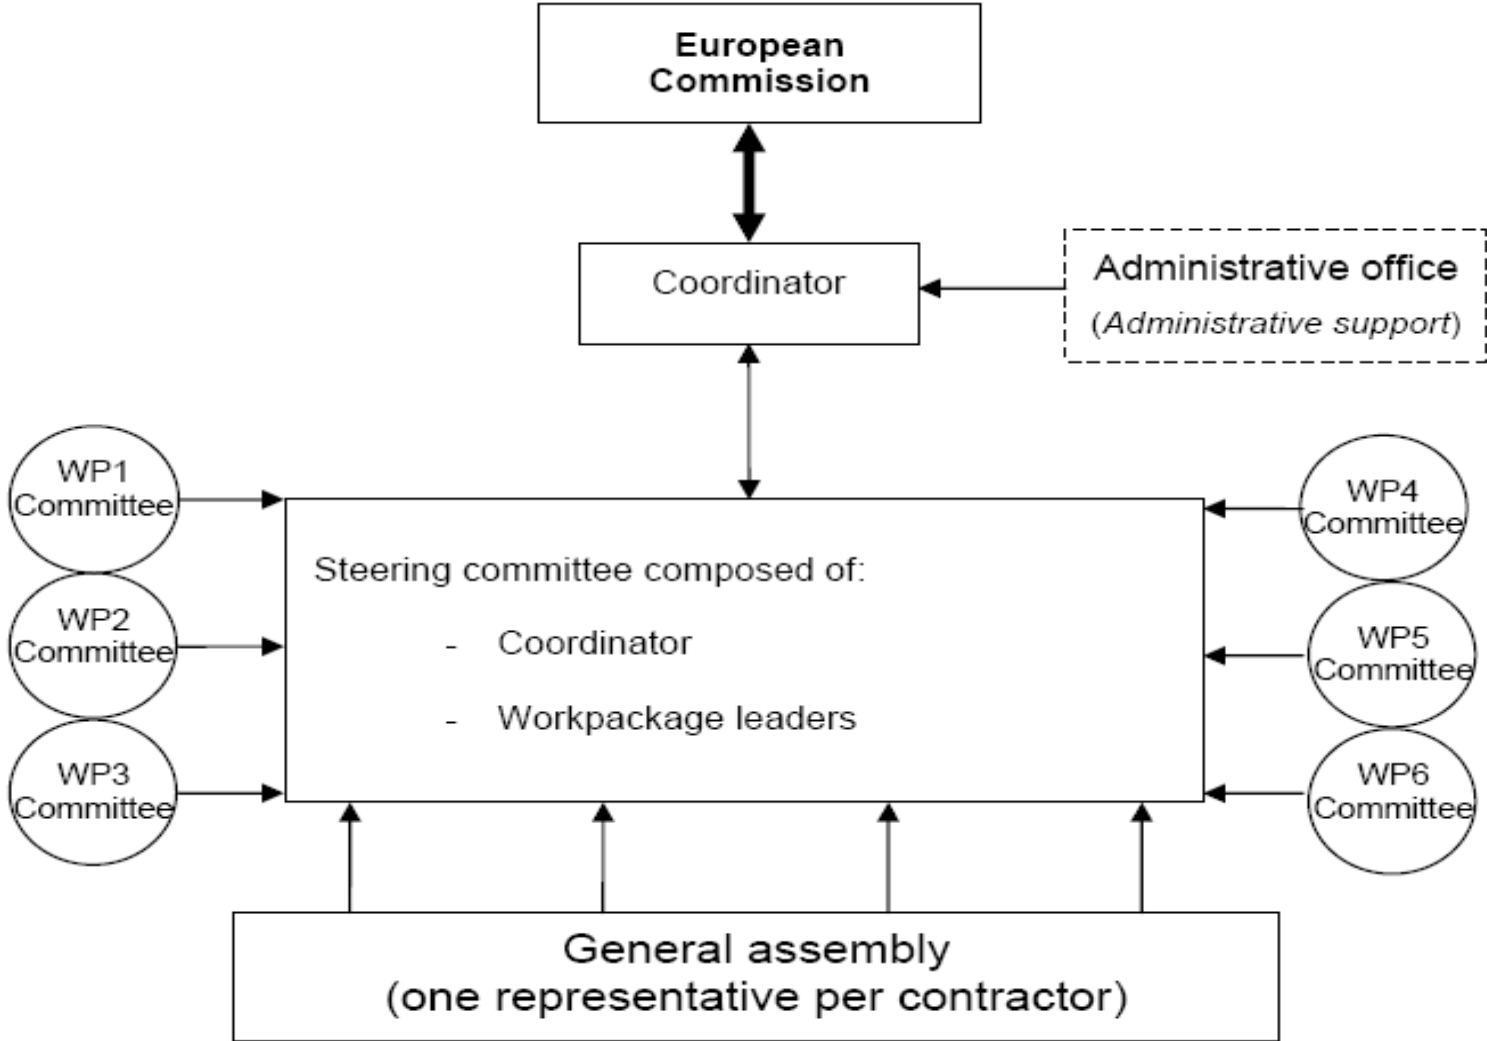 European
Commission
Coordinator
Administrative office
(Administrative support)
WP1
Committee
WP2
Committee
WP3
Committee
Steering committee composed of:
- Coordinator
- Workpackage leaders
WP4
Committee
WP5
Committee
WP6
Committee
General assembly
(one representative per contractor)